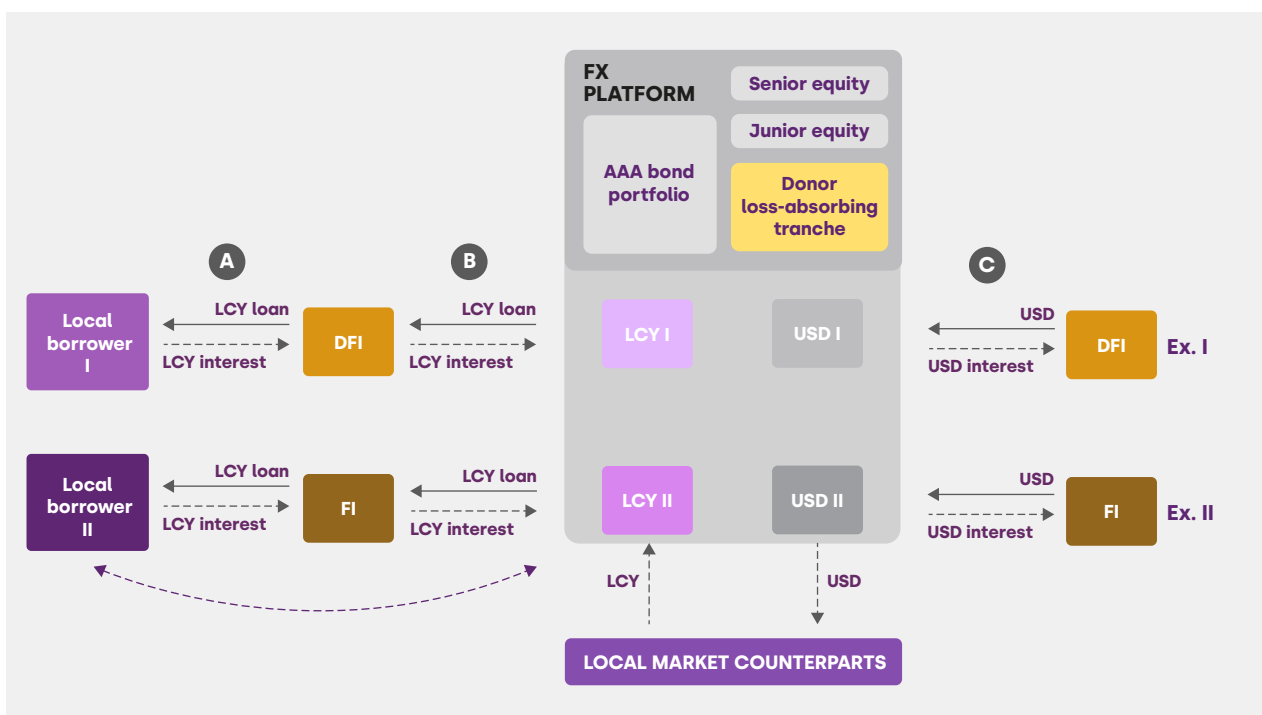 FX
PLATFORM
Senior equity
Junior equity
AAA bond
portfolio
Donor
loss-absorbing
tranche
A
B
C
Local
borrower
I
LCY loan
LCY interest
DFI
LCY loan
LCY interest
LCY I
USD I
USD
USD interest
DFI
Ex. I
Local
borrower
II
LCY loan
LCY interest
FI
LCY loan
LCY interest
LCY II
USD II
USD
USD interest
FI
Ex. II
LCY
USD
LOCAL MARKET COUNTERPARTS